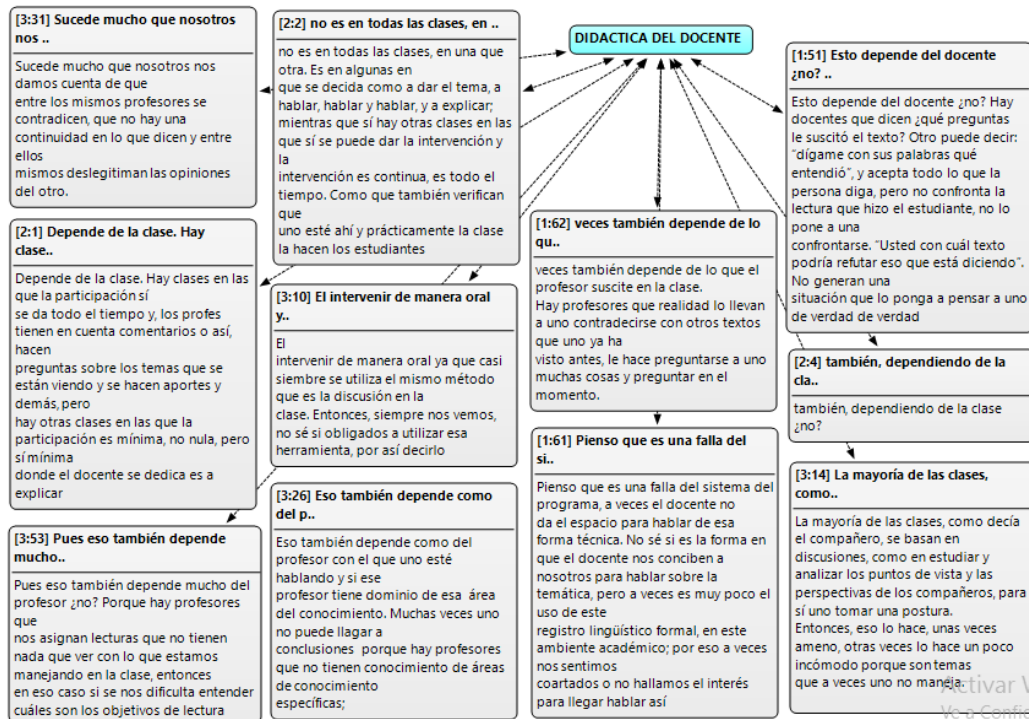 DIDACTICA DEL DOCENTE
[3:31] Sucede mucho que nosotros
nos ..
Sucede mucho que nosotros nos
damos cuenta de que
entre los mismos profesores se
contradicen, que no hay una
continuidad en lo que dicen y entre
ellos
mismos deslegitiman las opiniones
del otro.
[2:2] no es en todas las clases, en ..
no es en todas las clases, en una que
otra. Es en algunas en
que se decida como a dar el tema, a
hablar, hablar y hablar, y a explicar;
mientras que sí hay otras clases en las
que sí se puede dar la intervención y
la
intervención es continua, es todo el
tiempo. Como que también verifican
que
uno esté ahí y prácticamente la clase
la hacen los estudiantes
[1:51] Esto depende del docente
¿no? ..
Esto depende del docente ¿no? Hay
docentes que dicen ¿qué preguntas
le suscitó el texto? Otro puede decir:
"dígame con sus palabras qué
entendió", y acepta todo lo que la
persona diga, pero no confronta la
lectura que hizo el estudiante, no lo
pone a una
confrontarse. "Usted con cuál texto
podría refutar eso que está diciendo".
No generan una
situación que lo ponga a pensar a uno
de verdad de verdad
[2:1] Depende de la clase. Hay
clase..
Depende de la clase. Hay clases en las
que la participación sí
se da todo el tiempo y, los profes
tienen en cuenta comentarios o así,
hacen
preguntas sobre los temas que se
están viendo y se hacen aportes y
demás, pero
hay otras clases en las que la
participación es mínima, no nula, pero
sí mínima
donde el docente se dedica es a
explicar
[3:10] El intervenir de manera oral
y..
El
intervenir de manera oral ya que casi
siembre se utiliza el mismo método
que es la discusión en la
clase. Entonces, siempre nos vemos,
no sé si obligados a utilizar esa
herramienta, por así decirlo
[1:62] veces también depende de lo
qu..
veces también depende de lo que el
profesor suscite en la clase.
Hay profesores que realidad lo llevan
a uno contradecirse con otros textos
que uno ya ha
visto antes, le hace preguntarse a uno
muchas cosas y preguntar en el
momento.
[2:4] también, dependiendo de la
cla..
también, dependiendo de la clase
¿no?
[3:53] Pues eso también depende
mucho..
Pues eso también depende mucho del
profesor ¿no? Porque hay profesores
que
nos asignan lecturas que no tienen
nada que ver con lo que estamos
manejando en la clase, entonces
en eso caso si se nos dificulta entender
cuáles son los objetivos de lectura
[3:26] Eso también depende como
del p..
Eso también depende como del
profesor con el que uno esté
hablando y si ese
profesor tiene dominio de esa área
del conocimiento. Muchas veces uno
no puede llagar a
conclusiones porque hay profesores
que no tienen conocimiento de áreas
de conocimiento
específicas;
[1:61] Pienso que es una falla del
si..
Pienso que es una falla del sistema del
programa, a veces el docente no
da el espacio para hablar de esa
forma técnica. No sé si es la forma en
que el docente nos conciben a
nosotros para hablar sobre la
temática, pero a veces es muy poco el
uso de este
registro lingüístico formal, en este
ambiente académico; por eso a veces
nos sentimos
coartados o no hallamos el interés
para llegar hablar así
[3:14] La mayoría de las clases,
como..
La mayoría de las clases, como decía
el compañero, se basan en
discusiones, como en estudiar y
analizar los puntos de vista y las
perspectivas de los compañeros, para
sí uno tomar una postura.
Entonces, eso lo hace, unas veces
ameno, otras veces lo hace un poco
incómodo porque son temas
que a veces uno no maneja.
Activar
Ve a